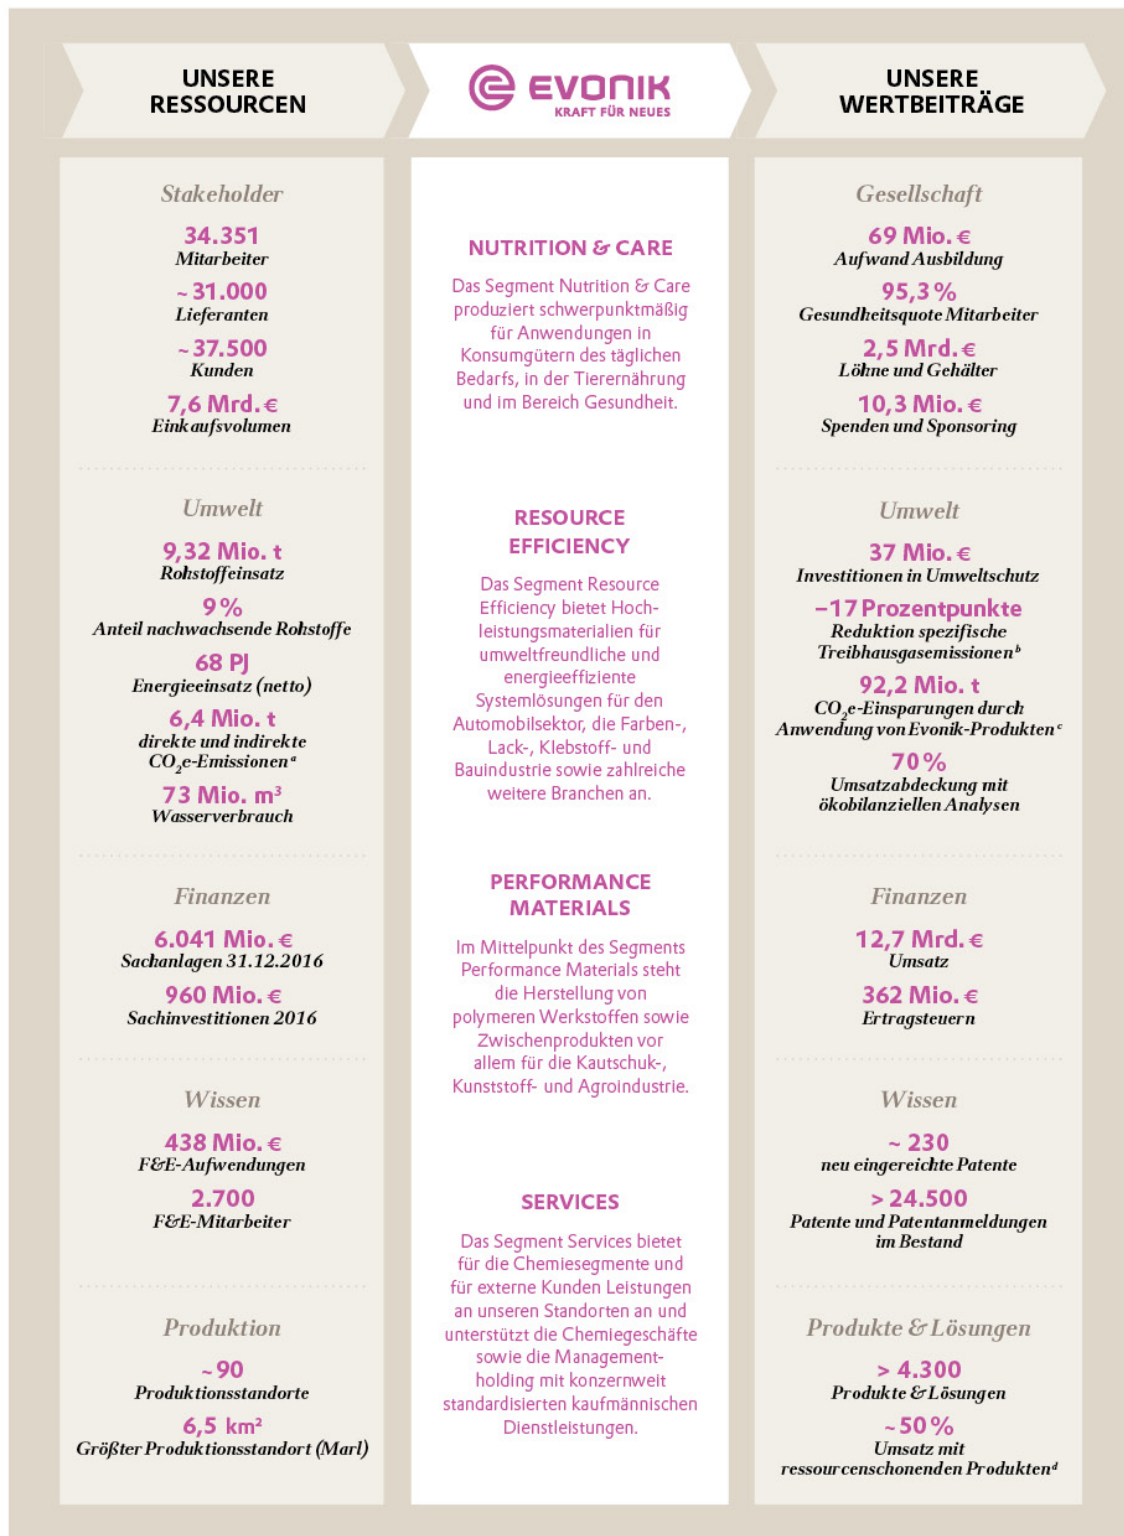 UNSERE
RESSOURCEN
Stakeholder
34.351
Mitarbeiter
~ 31.000
Lieferanten
~ 37.500
Kunden
7,6 Mrd. €
Einkaufsvolumen
Umwelt
9,32 Mio. t
Rohstoffeinsatz
9 %
Anteil nachwachsende Rohstoffe
68 PJ
Energieeinsatz (netto)
6,4 Mio. t
direkte und indirekte
CO₂e-Emissionen ᵃ
73 Mio. m³
Wasserverbrauch
Finanzen
6.041 Mio. €
Sachanlagen 31.12.2016
960 Mio. €
Sachinvestitionen 2016
Wissen
438 Mio. €
F&E-Aufwendungen
2.700
F&E-Mitarbeiter
Produktion
~ 90
Produktionsstandorte
6,5 km²
Größter Produktionsstandort (Marl)
EVONIK
KRAFT FÜR NEUES
NUTRITION & CARE
Das Segment Nutrition & Care
produziert schwerpunktmäßig
für Anwendungen in
Konsumgütern des täglichen
Bedarfs, in der Tierernährung
und im Bereich Gesundheit.
RESOURCE
EFFICIENCY
Das Segment Resource
Efficiency bietet Hoch-
leistungsmaterialien für
umweltfreundliche und
energieeffiziente
Systemlösungen für den
Automobilsektor, die Farben-,
Lack-, Klebstoff- und
Bauindustrie sowie zahlreiche
weitere Branchen an.
PERFORMANCE
MATERIALS
Im Mittelpunkt des Segments
Performance Materials steht
die Herstellung von
polymeren Werkstoffen sowie
Zwischenprodukten vor
allem für die Kautschuk-,
Kunststoff- und Agroindustrie.
SERVICES
Das Segment Services bietet
für die Chemiesegmente und
für externe Kunden Leistungen
an unseren Standorten an und
unterstützt die Chemiegeschäfte
sowie die Management-
holding mit konzernweit
standardisierten kaufmännischen
Dienstleistungen.
UNSERE
WERTBEITRÄGE
Gesellschaft
69 Mio. €
Aufwand Ausbildung
95,3 %
Gesundheitsquote Mitarbeiter
2,5 Mrd. €
Löhne und Gehälter
10,3 Mio. €
Spenden und Sponsoring
Umwelt
37 Mio. €
Investitionen in Umweltschutz
–17 Prozentpunkte
Reduktion spezifische
Treibhausgasemissionen ᵇ
92,2 Mio. t
CO₂e-Einsparungen durch
Anwendung von Evonik-Produkten ᶜ
70 %
Umsatzabdeckung mit
ökobilanziellen Analysen
Finanzen
12,7 Mrd. €
Umsatz
362 Mio. €
Ertragsteuern
Wissen
~ 230
neu eingereichte Patente
> 24.500
Patente und Patentanmeldungen
im Bestand
Produkte & Lösungen
> 4.300
Produkte & Lösungen
~ 50 %
Umsatz mit
ressourcenschonenden Produkten ᵈ